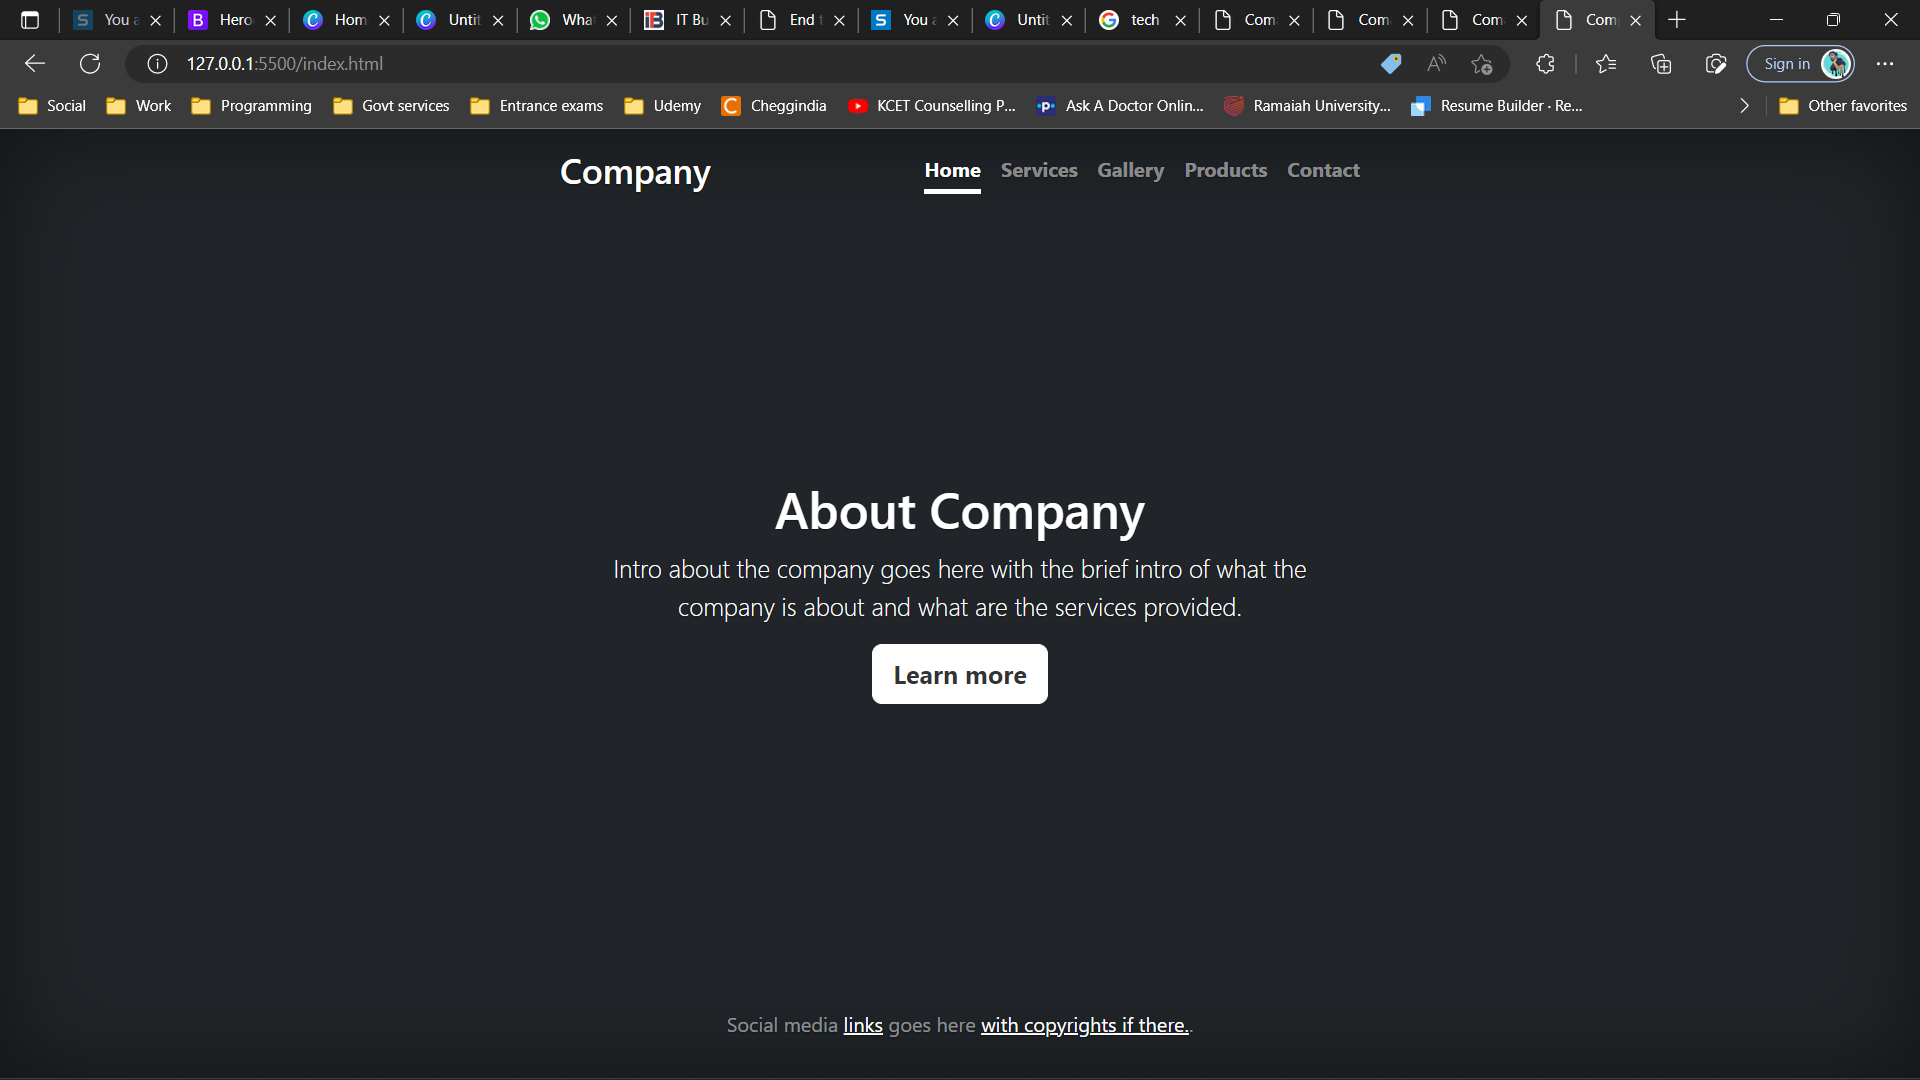 You a
Hero
Hom
Untit
What
IT Bu
End t
You a
Untit
tech
Com
Com
Com
Com
127.0.0.1:5500/index.html
Sign in
Social
Work
Programming
Govt services
Entrance exams
Udemy
Cheggindia
KCET Counselling P...
Ask A Doctor Onlin...
Ramaiah University...
Resume Builder · Re...
Other favorites
Company
Home Services Gallery Products Contact
About Company
Intro about the company goes here with the brief intro of what the
company is about and what are the services provided.
Learn more
Social media links goes here with copyrights if there..